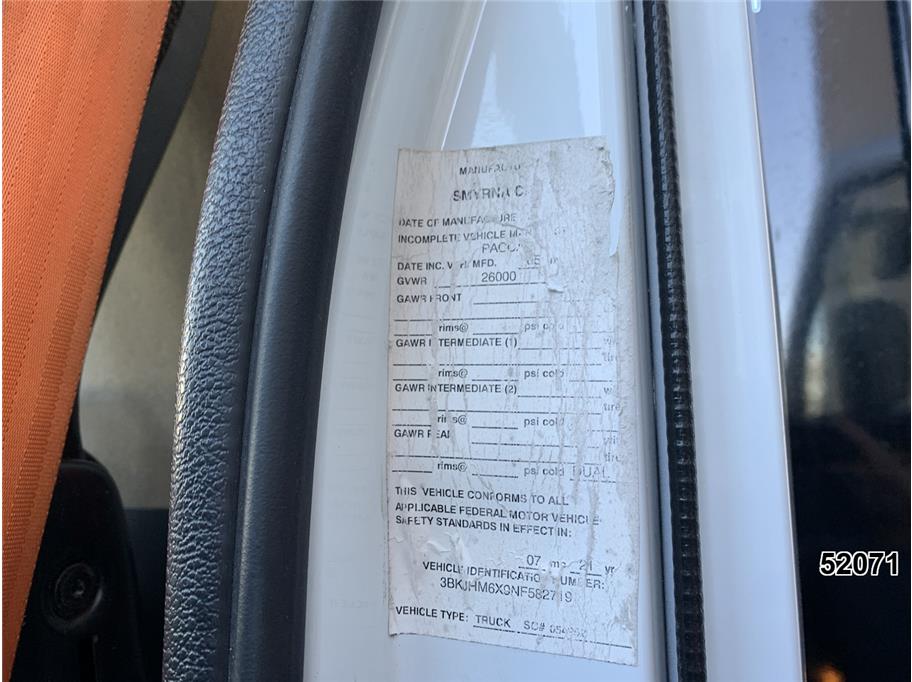 SMYRNA
DATE OF MANUFACTURE
INCOMPLETE VEHICLE
DATE INC. MFD. 05
GVWR 26000
GAWR FRONT
rims@ psi cold
GAWR INTERMEDIATE (1)
rims@ psi cold
GAWR INTERMEDIATE (2)
rims@ psi cold
GAWR REAR
rims@ psi cold DUAL
THIS VEHICLE CONFORMS TO ALL
APPLICABLE FEDERAL MOTOR VEHICLE
SAFETY STANDARDS IN EFFECT IN:
07 mo 21 yr
VEHICLE IDENTIFICATION NUMBER:
3BKJHM6X9NF582719
VEHICLE TYPE: TRUCK SO#
52071